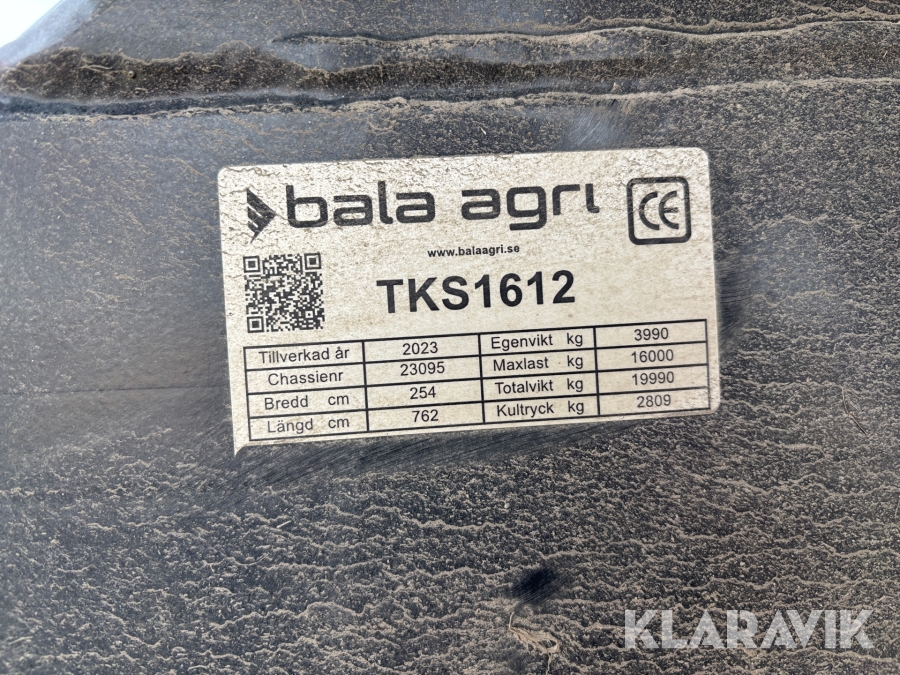 bala agri
CE
www.balaagri.se
TKS1612
Tillverkad år 2023 Egenvikt kg 3990
Chassienr 23095 Maxlast kg 16000
Bredd cm 254 Totalvikt kg 19990
Längd cm 762 Kultryck kg 2809
KLARAVIK